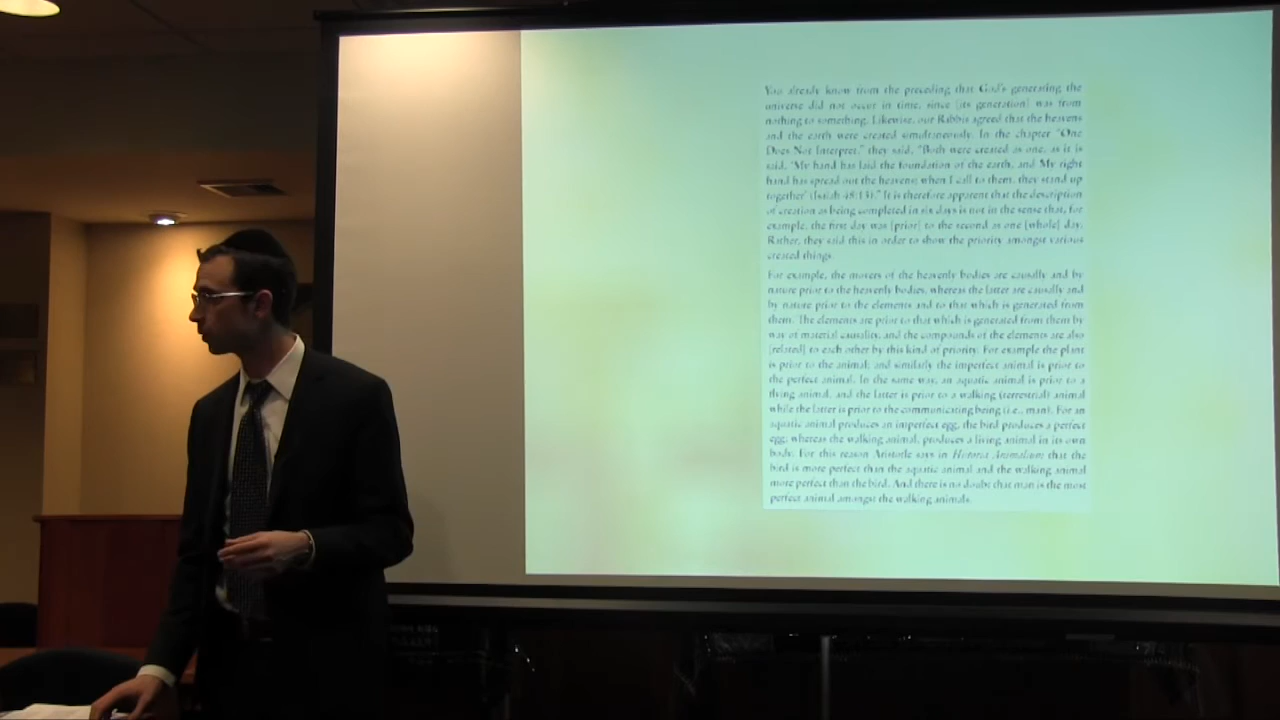 You already know from the preceding that God's generating the
universe did not occur in time, since [its generation] was from
nothing to something. Likewise, our Rabbis agreed that the heavens
and the earth were created simultaneously. In the chapter "One
Does Not Interpret," they said, "Both were created as one, as it is
said, 'My hand has laid the foundation of the earth, and My right
hand has spread out the heavens; when I call to them, they stand up
together' (Isaiah 48:13)." It is therefore apparent that the description
of creation as being completed in six days is not in the sense that, for
example, the first day was [prior] to the second as one [whole] day.
Rather, they said this in order to show the priority amongst various
created things.
For example, the movers of the heavenly bodies are causally and by
nature prior to the heavenly bodies, whereas the latter are causally and
by nature prior to the elements and to that which is generated from
them. The elements are prior to that which is generated from them by
way of material causality, and the compounds of the elements are also
[related] to each other by this kind of priority. For example the plant
is prior to the animal; and similarly the imperfect animal is prior to
the perfect animal. In the same way, an aquatic animal is prior to a
flying animal, and the latter is prior to a walking (terrestrial) animal
while the latter is prior to the communicating being (i.e., man). For an
aquatic animal produces an imperfect egg, the bird produces a perfect
egg, whereas the walking animal, produces a living animal in its own
body. For this reason Aristotle says in Historia Animalium that the
bird is more perfect than the aquatic animal and the walking animal
more perfect than the bird. And there is no doubt that man is the most
perfect animal amongst the walking animals.